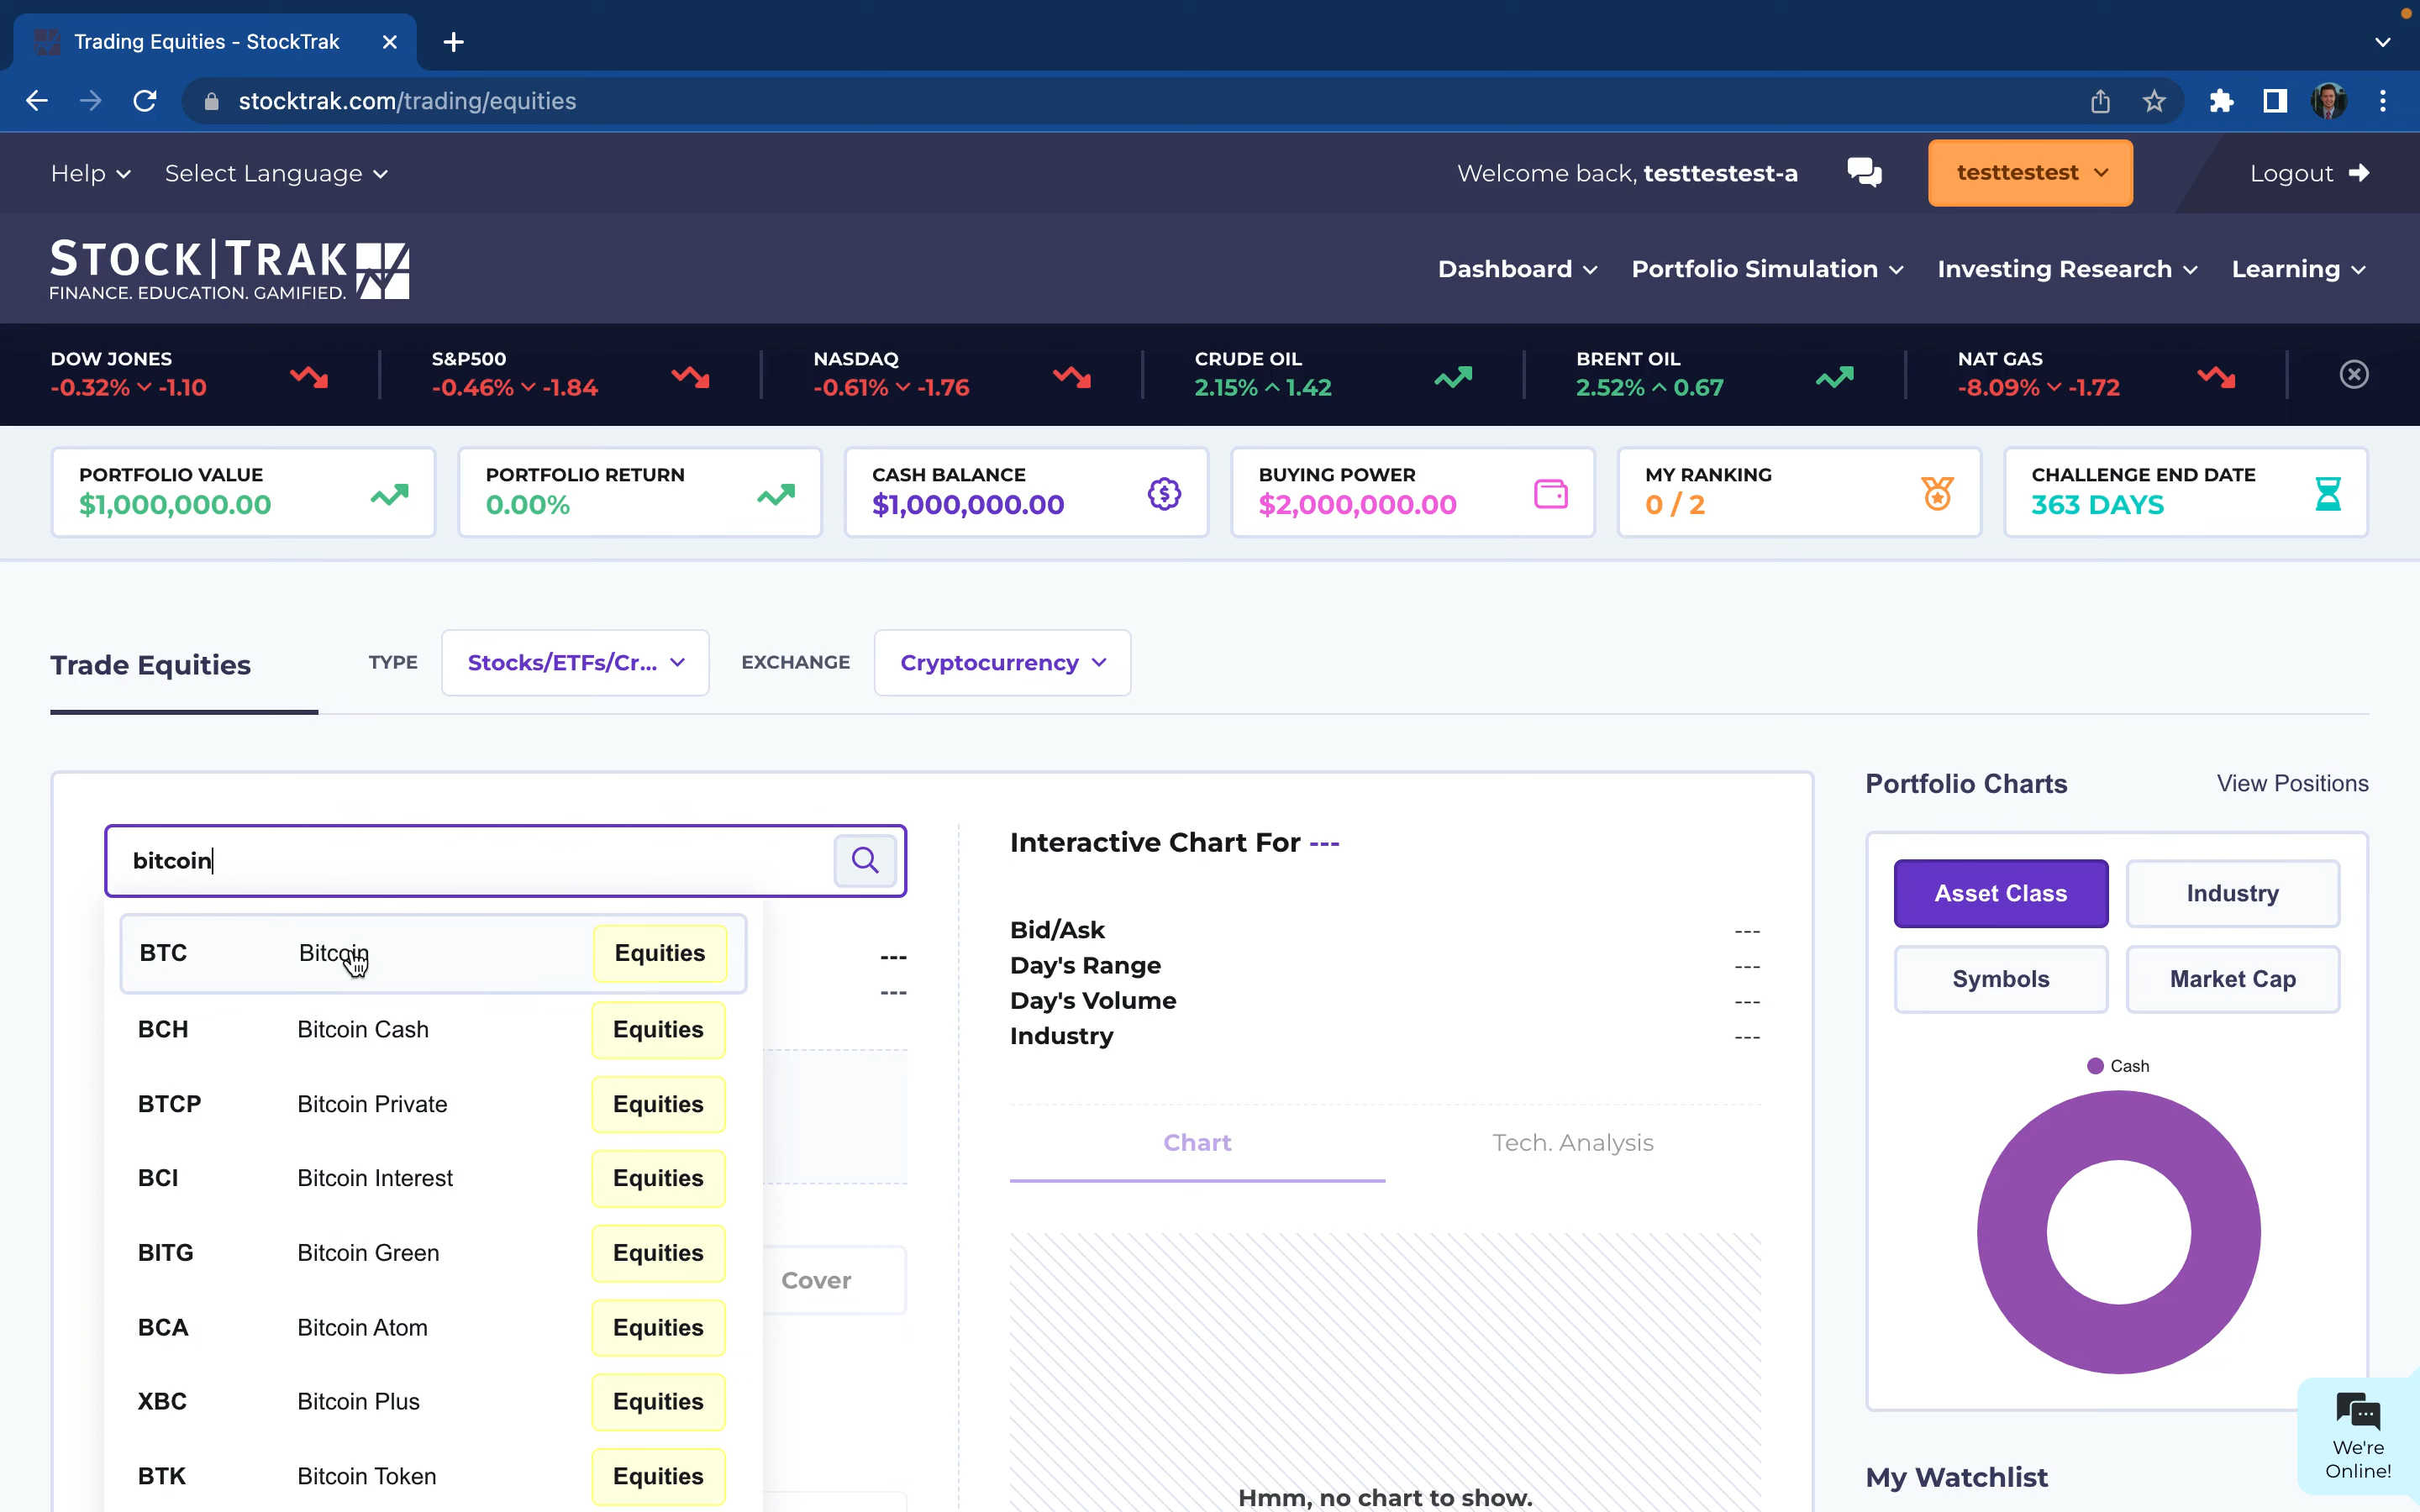 Trading Equities - StockTrak
stocktrak.com/trading/equities
Help
Select Language
Welcome back, testtestest-a
testtestest
Logout
STOCK|TRAK
FINANCE. EDUCATION. GAMIFIED.
Dashboard
Portfolio Simulation
Investing Research
Learning
DOW JONES
-0.32% -1.10
S&P500
-0.46% -1.84
NASDAQ
-0.61% -1.76
CRUDE OIL
2.15% 1.42
BRENT OIL
2.52% 0.67
NAT GAS
-8.09% -1.72
PORTFOLIO VALUE
$1,000,000.00
PORTFOLIO RETURN
0.00%
CASH BALANCE
$1,000,000.00
BUYING POWER
$2,000,000.00
MY RANKING
0 / 2
CHALLENGE END DATE
363 DAYS
Trade Equities
TYPE
Stocks/ETFs/Cr...
EXCHANGE
Cryptocurrency
bitcoin
BTC Bitcoin Equities
BCH Bitcoin Cash Equities
BTCP Bitcoin Private Equities
BCI Bitcoin Interest Equities
BITG Bitcoin Green Equities
BCA Bitcoin Atom Equities
XBC Bitcoin Plus Equities
BTK Bitcoin Token Equities
---
---
Cover
Interactive Chart For ---
Bid/Ask ---
Day's Range ---
Day's Volume ---
Industry ---
Chart
Tech. Analysis
Hmm, no chart to show.
Portfolio Charts
View Positions
Asset Class
Industry
Symbols
Market Cap
Cash
My Watchlist
We're
Online!